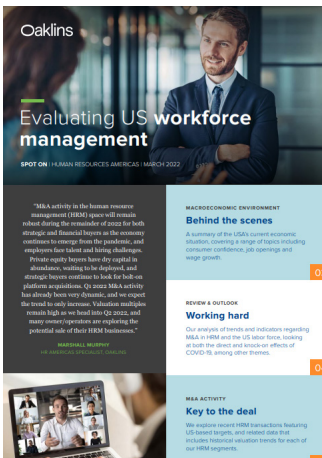 Oaklins
Evaluating US workforce
management
SPOT ON | HUMAN RESOURCES AMERICAS | MARCH 2022
"M&A activity in the human resource
management (HRM) space will remain
robust during the remainder of 2022 for both
strategic and financial buyers as the economy
continues to emerge from the pandemic, and
employers face talent and hiring challenges.
Private equity buyers have dry capital in
abundance, waiting to be deployed, and
strategic buyers continue to look for bolt-on
platform acquisitions. Q1 2022 M&A activity
has already been very dynamic, and we expect
the trend to only increase. Valuation multiples
remain high as we head into Q2 2022, and
many owner/operators are exploring the
potential sale of their HRM businesses."
MARSHALL MURPHY
HR AMERICAS SPECIALIST, OAKLINS
MACROECONOMIC ENVIRONMENT
Behind the scenes
A summary of the USA's current economic
situation, covering a range of topics including
consumer confidence, job openings and
wage growth.
REVIEW & OUTLOOK
Working hard
Our analysis of trends and indicators regarding
M&A in HRM and the US labor force, looking
at both the direct and knock-on effects of
COVID-19, among other themes.
M&A ACTIVITY
Key to the deal
We explore recent HRM transactions featuring
US-based targets, and related data that
includes historical valuation trends for each of
our HRM segments.